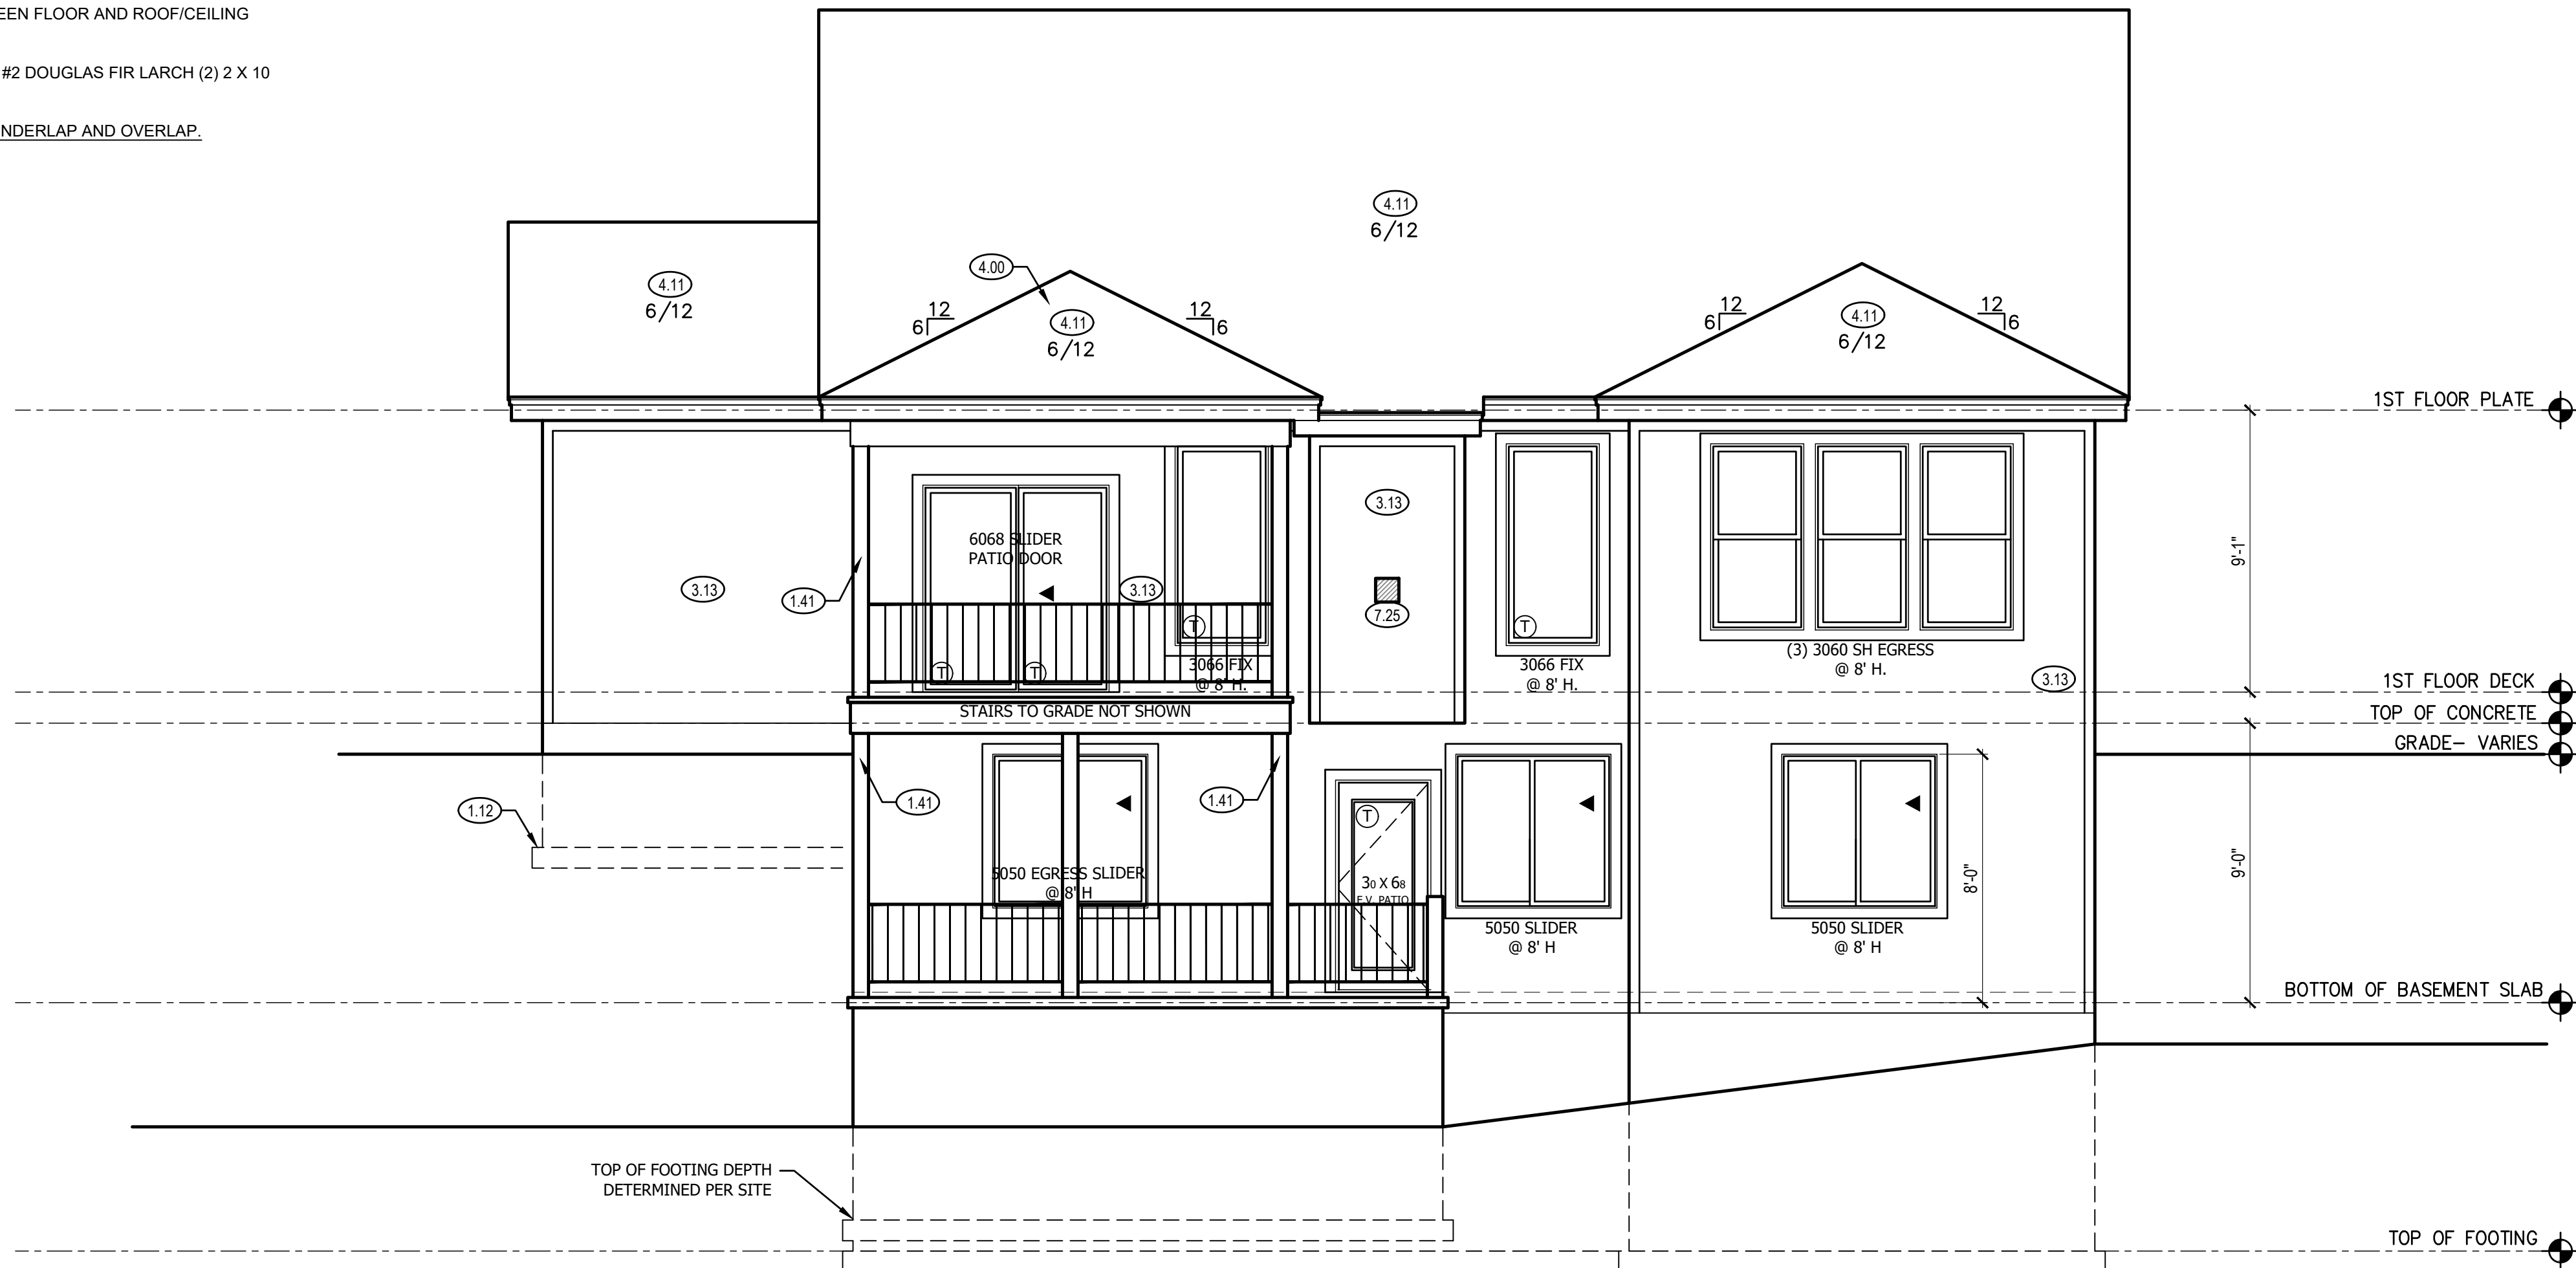 EEN FLOOR AND ROOF/CEILING
#2 DOUGLAS FIR LARCH (2) 2 X 10
NDERLAP AND OVERLAP.
4.11
6/12
4.00
4.11
6/12
12
6
12
6
4.11
6/12
12
6
12
6
4.11
6/12
1ST FLOOR PLATE
3.13
6068 SLIDER
PATIO DOOR
3.13
3.13
1.41
7.25
9'-1"
T
T
T
T
3066 FIX
@ 8' H.
3066 FIX
@ 8' H.
(3) 3060 SH EGRESS
@ 8' H.
3.13
1ST FLOOR DECK
STAIRS TO GRADE NOT SHOWN
TOP OF CONCRETE
GRADE- VARIES
1.12
1.41
1.41
T
5050 EGRESS SLIDER
@ 8' H
30 X 68
F.V. PATIO
5050 SLIDER
@ 8' H
5050 SLIDER
@ 8' H
8'-0"
9'-0"
BOTTOM OF BASEMENT SLAB
TOP OF FOOTING DEPTH
DETERMINED PER SITE
TOP OF FOOTING